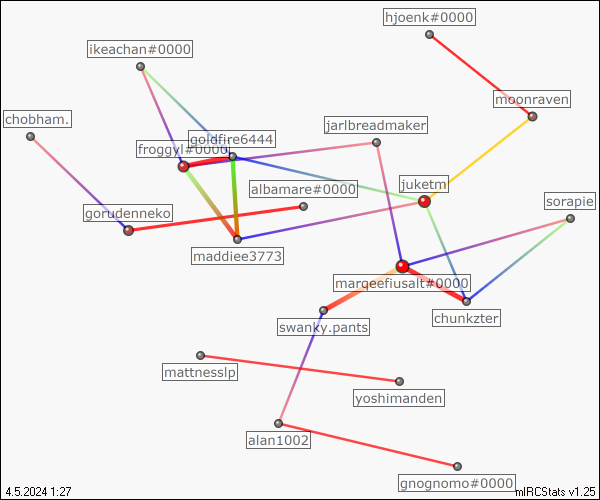 hjoenk#0000
ikeachan#0000
moonraven
chobham.
jarlbreadmaker
goldfire6444
froggyl#0000
albamare#0000
juketm
sorapie
gorudenneko
maddiee3773
marqeefiusalt#0000
chunkzter
swanky.pants
mattnesslp
yoshimanden
alan1002
gnognomo#0000
4.5.2024 1:27
mIRCStats v1.25